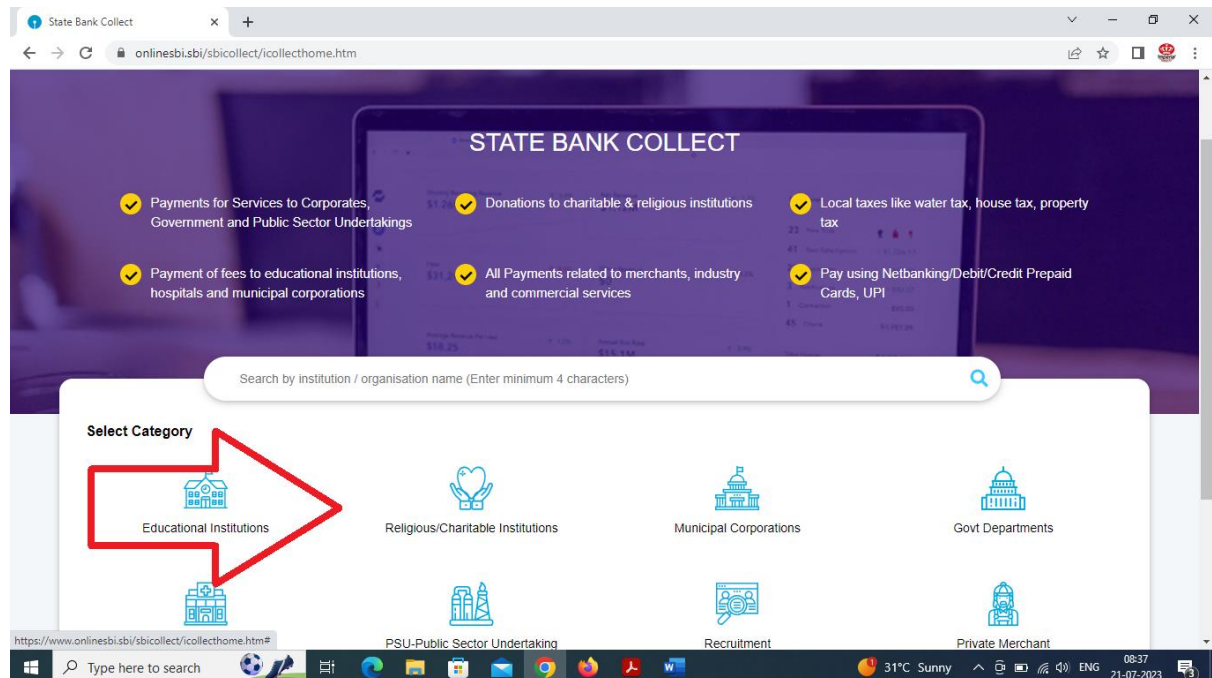 State Bank Collect
onlinesbi.sbi/sbicollect/icollecthome.htm
STATE BANK COLLECT
Payments for Services to Corporates,
Government and Public Sector Undertakings
Donations to charitable & religious institutions
Local taxes like water tax, house tax, property
tax
Payment of fees to educational institutions,
hospitals and municipal corporations
All Payments related to merchants, industry
and commercial services
Pay using Netbanking/Debit/Credit Prepaid
Cards, UPI
Search by institution / organisation name (Enter minimum 4 characters)
Select Category
Educational Institutions
Religious/Charitable Institutions
Municipal Corporations
Govt Departments
PSU-Public Sector Undertaking
Recruitment
Private Merchant
https://www.onlinesbi.sbi/sbicollect/icollecthome.htm#
Type here to search
31°C Sunny
ENG
08:37
21-07-2023